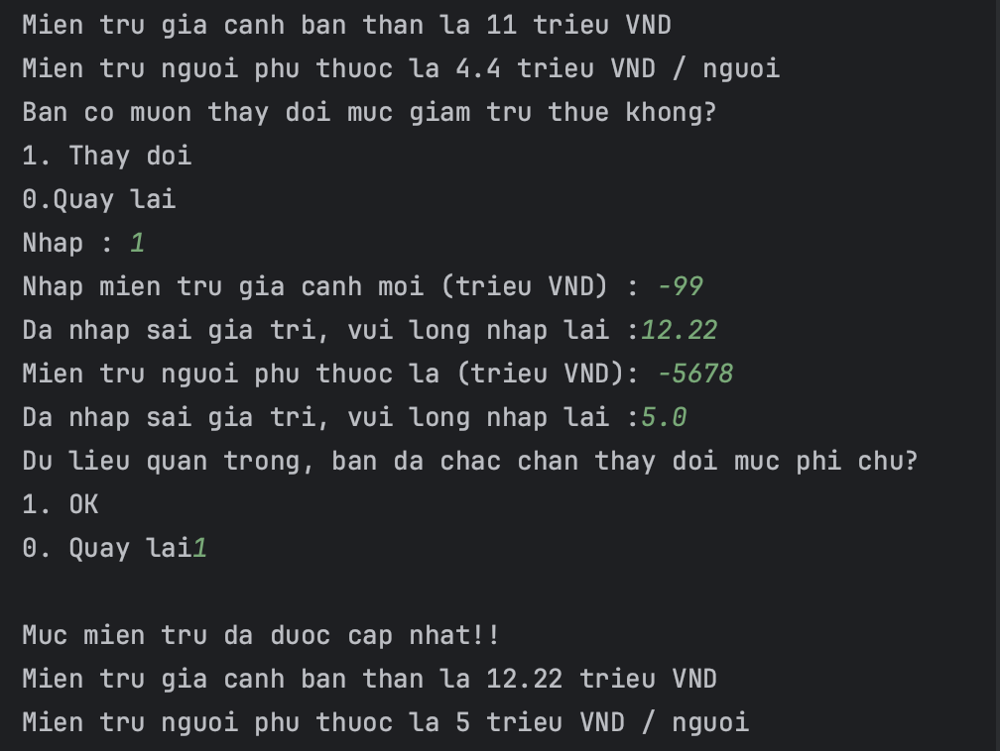 Mien tru gia canh ban than la 11 trieu VND
Mien tru nguoi phu thuoc la 4.4 trieu VND / nguoi
Ban co muon thay doi muc giam tru thue khong?
1. Thay doi
0.Quay lai
Nhap : 1
Nhap mien tru gia canh moi (trieu VND) : -99
Da nhap sai gia tri, vui long nhap lai :12.22
Mien tru nguoi phu thuoc la (trieu VND): -5678
Da nhap sai gia tri, vui long nhap lai :5.0
Du lieu quan trong, ban da chac chan thay doi muc phi chu?
1. OK
0. Quay lai1
Muc mien tru da duoc cap nhat!!
Mien tru gia canh ban than la 12.22 trieu VND
Mien tru nguoi phu thuoc la 5 trieu VND / nguoi